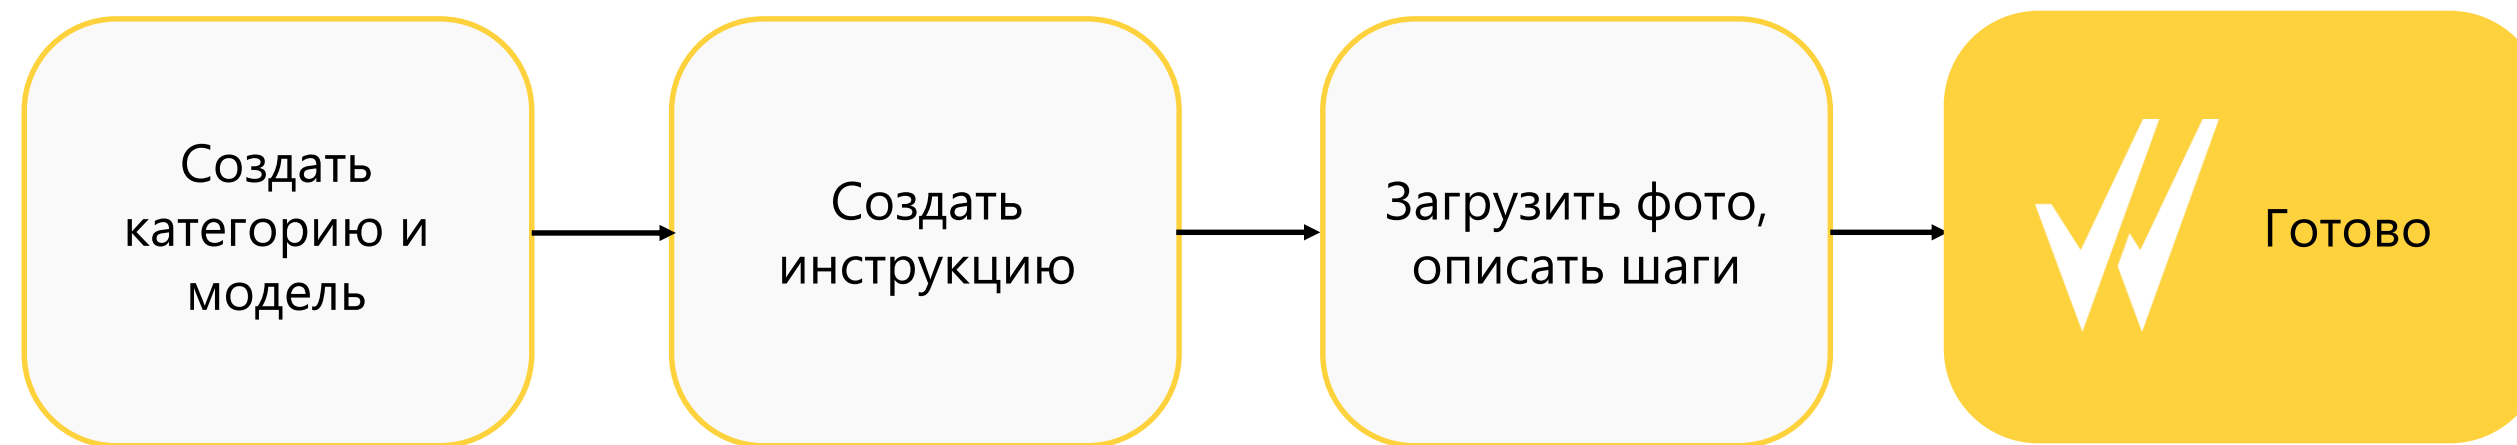 Создать
категорию и
модель
Создать
инструкцию
Загрузить фото,
описать шаги
Готово